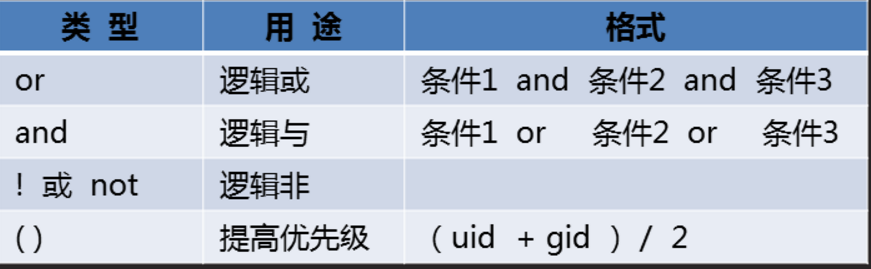 类 型 用 途 格式
or 逻辑或 条件1 and 条件2 and 条件3
and 逻辑与 条件1 or 条件2 or 条件3
! 或 not 逻辑非
( ) 提高优先级 ( uid + gid ) / 2